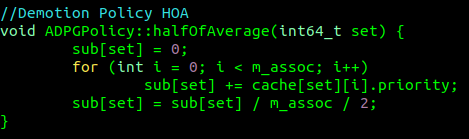 //Demotion Policy HOA
void ADPGPolicy::halfOfAverage(int64_t set) {
        sub[set] = 0;
        for (int i = 0; i < m_assoc; i++)
                sub[set] += cache[set][i].priority;
        sub[set] = sub[set] / m_assoc / 2;
}